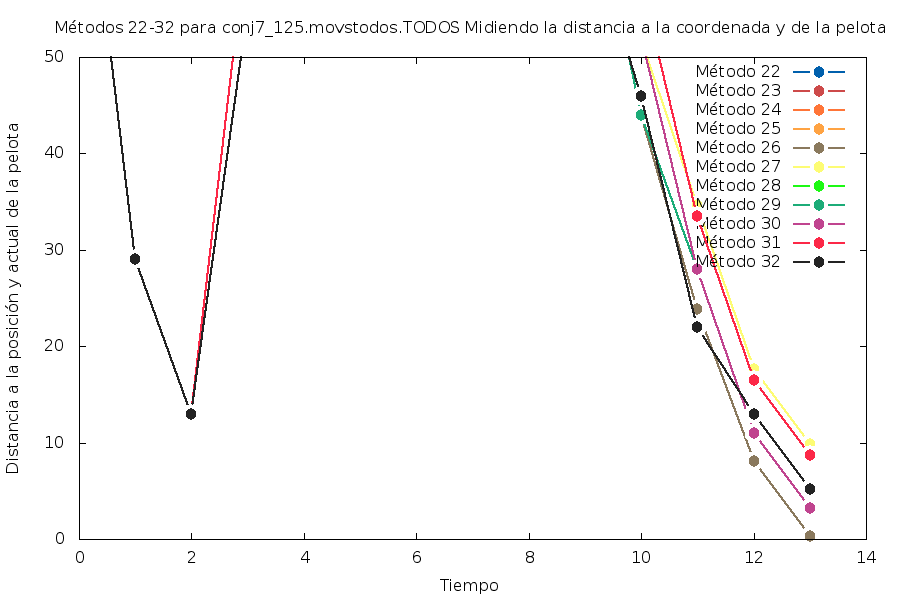 Métodos 22-32 para conj7_125.movstodos.TODOS Midiendo la distancia a la coordenada y de la pelota
Distancia a la posición y actual de la pelota
50
40
30
20
10
0
0 2 4 6 8 10 12 14
Tiempo
Método 22
Método 23
Método 24
Método 25
Método 26
Método 27
Método 28
Método 29
Método 30
Método 31
Método 32